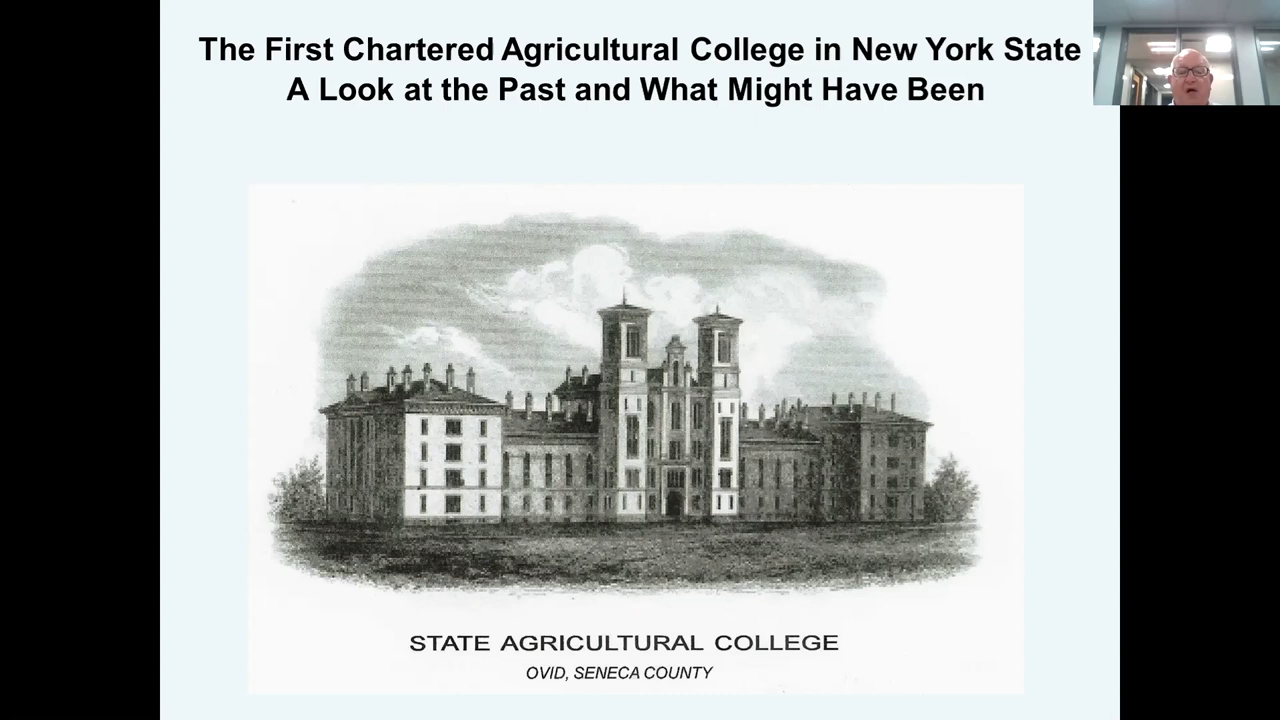 The First Chartered Agricultural College in New York State
A Look at the Past and What Might Have Been
STATE AGRICULTURAL COLLEGE
OVID, SENECA COUNTY